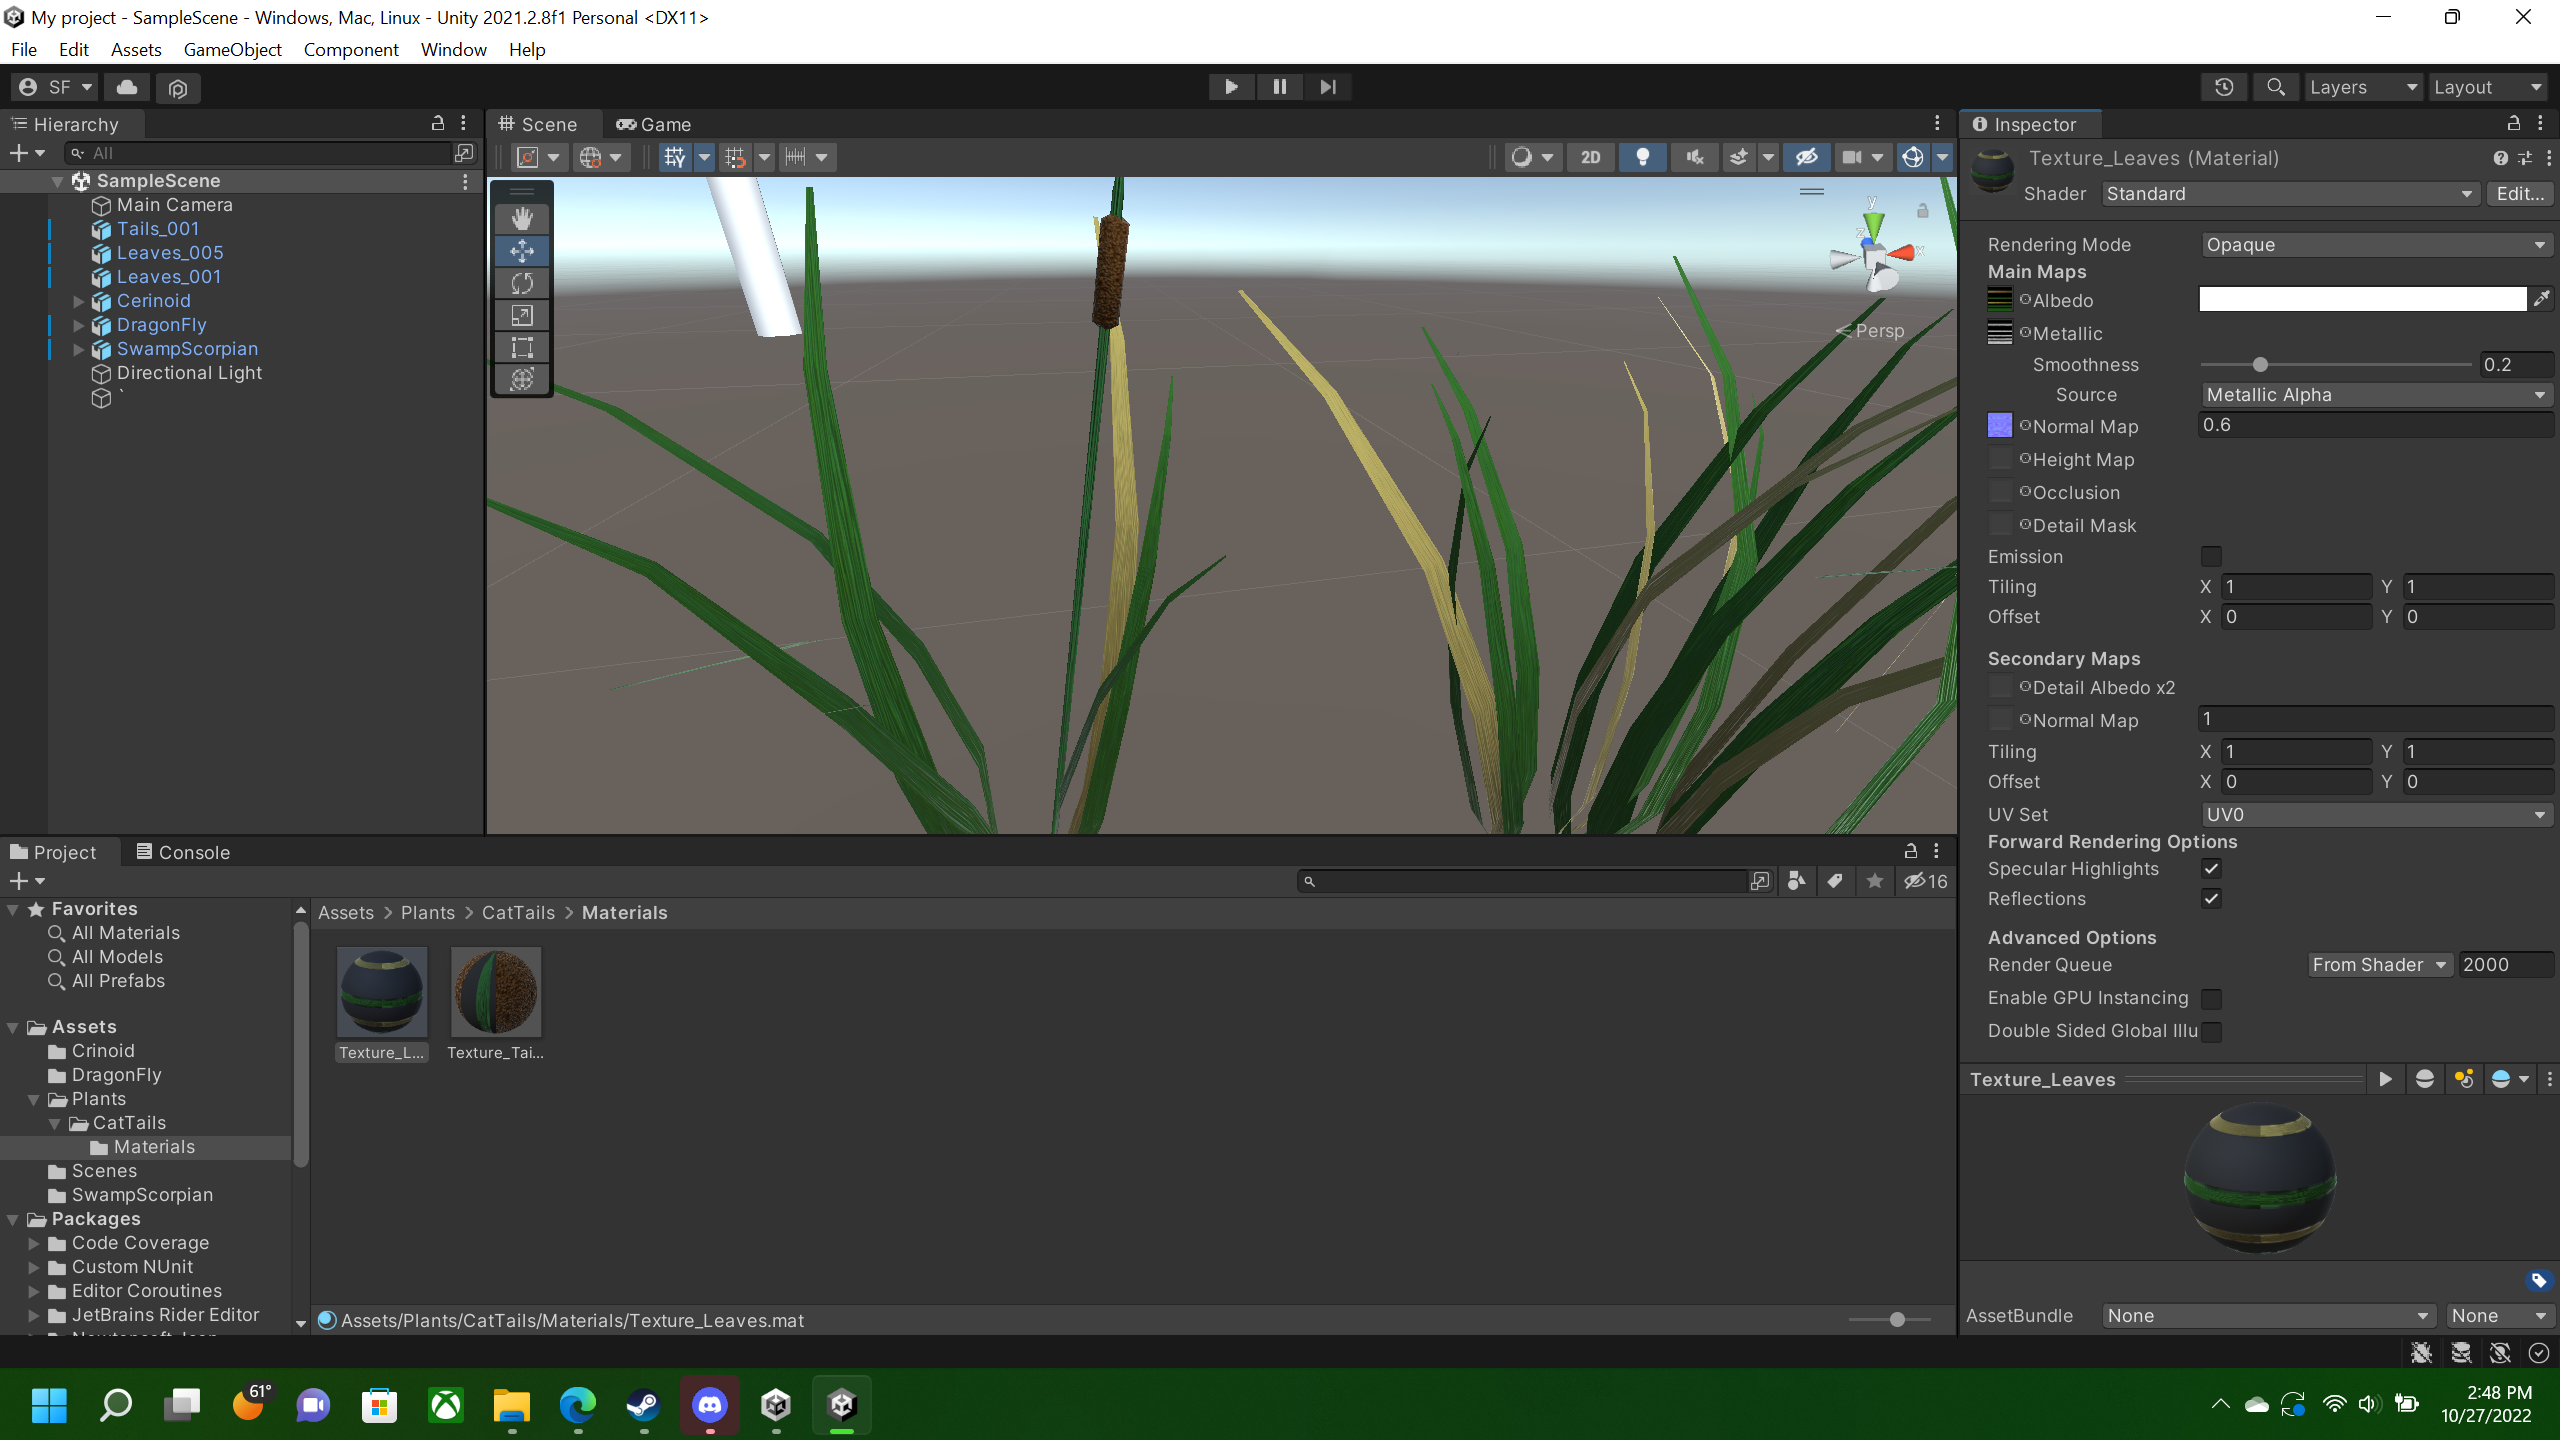 My project - SampleScene - Windows, Mac, Linux - Unity 2021.2.8f1 Personal <DX11>
File Edit Assets GameObject Component Window Help
SF
Layers
Layout
Hierarchy
All
SampleScene
Main Camera
Tails_001
Leaves_005
Leaves_001
Cerinoid
DragonFly
SwampScorpian
Directional Light
`
Scene
Game
2D
y
x
z
Persp
Inspector
Texture_Leaves (Material)
Shader Standard Edit...
Rendering Mode Opaque
Main Maps
Albedo
Metallic
Smoothness 0.2
Source Metallic Alpha
Normal Map 0.6
Height Map
Occlusion
Detail Mask
Emission
Tiling X 1 Y 1
Offset X 0 Y 0
Secondary Maps
Detail Albedo x2
Normal Map 1
Tiling X 1 Y 1
Offset X 0 Y 0
UV Set UV0
Forward Rendering Options
Specular Highlights
Reflections
Advanced Options
Render Queue From Shader 2000
Enable GPU Instancing
Double Sided Global Illu
Texture_Leaves
AssetBundle None None
Project
Console
16
Favorites
All Materials
All Models
All Prefabs
Assets
Crinoid
DragonFly
Plants
CatTails
Materials
Scenes
SwampScorpian
Packages
Code Coverage
Custom NUnit
Editor Coroutines
JetBrains Rider Editor
Assets > Plants > CatTails > Materials
Texture_L...
Texture_Tai...
Assets/Plants/CatTails/Materials/Texture_Leaves.mat
61°
2:48 PM
10/27/2022